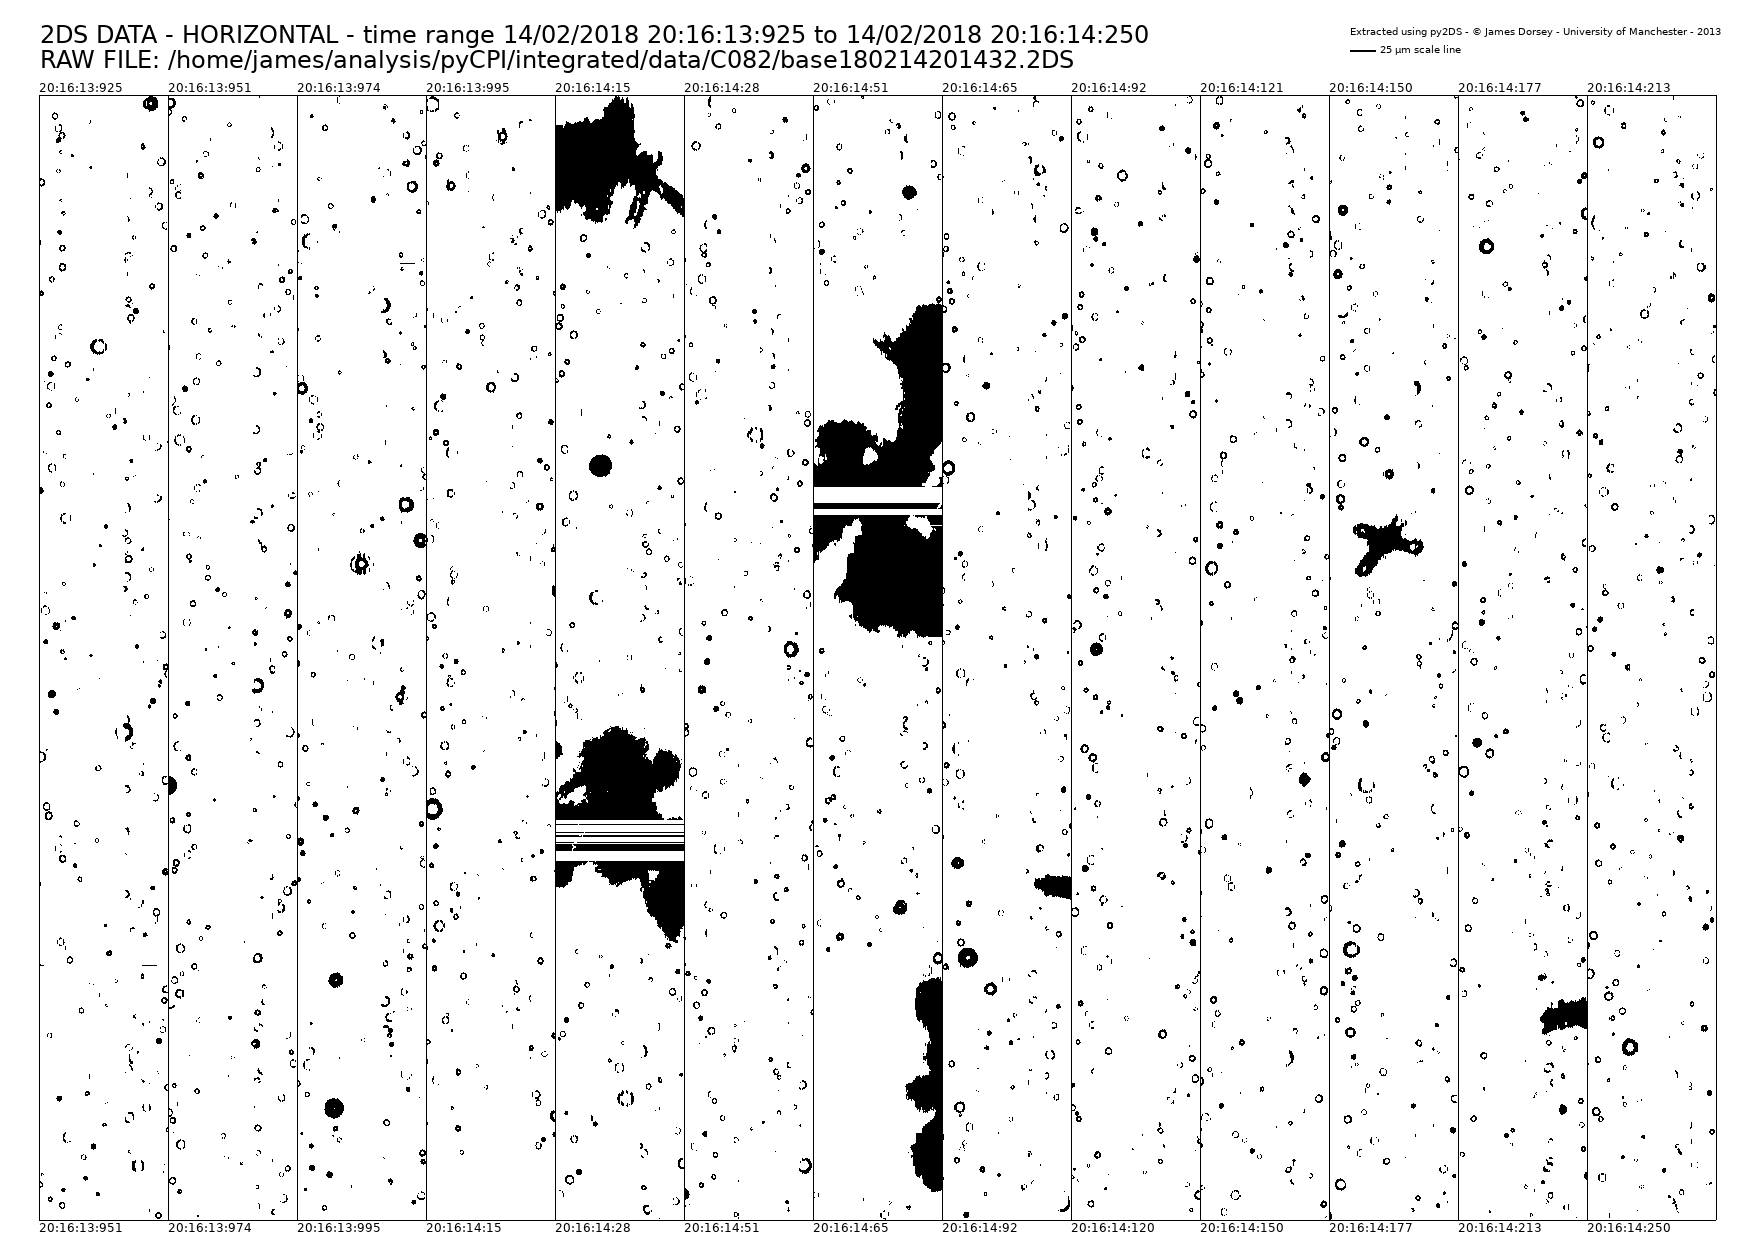 2DS DATA - HORIZONTAL - time range 14/02/2018 20:16:13:925 to 14/02/2018 20:16:14:250
RAW FILE: /home/james/analysis/pyCPI/integrated/data/C082/base180214201432.2DS
Extracted using py2DS - © James Dorsey - University of Manchester - 2013
25 µm scale line
20:16:13:925 20:16:13:951 20:16:13:974 20:16:13:995 20:16:14:15 20:16:14:28 20:16:14:51 20:16:14:65 20:16:14:92 20:16:14:121 20:16:14:150 20:16:14:177 20:16:14:213
20:16:13:951 20:16:13:974 20:16:13:995 20:16:14:15 20:16:14:28 20:16:14:51 20:16:14:65 20:16:14:92 20:16:14:120 20:16:14:150 20:16:14:177 20:16:14:213 20:16:14:250